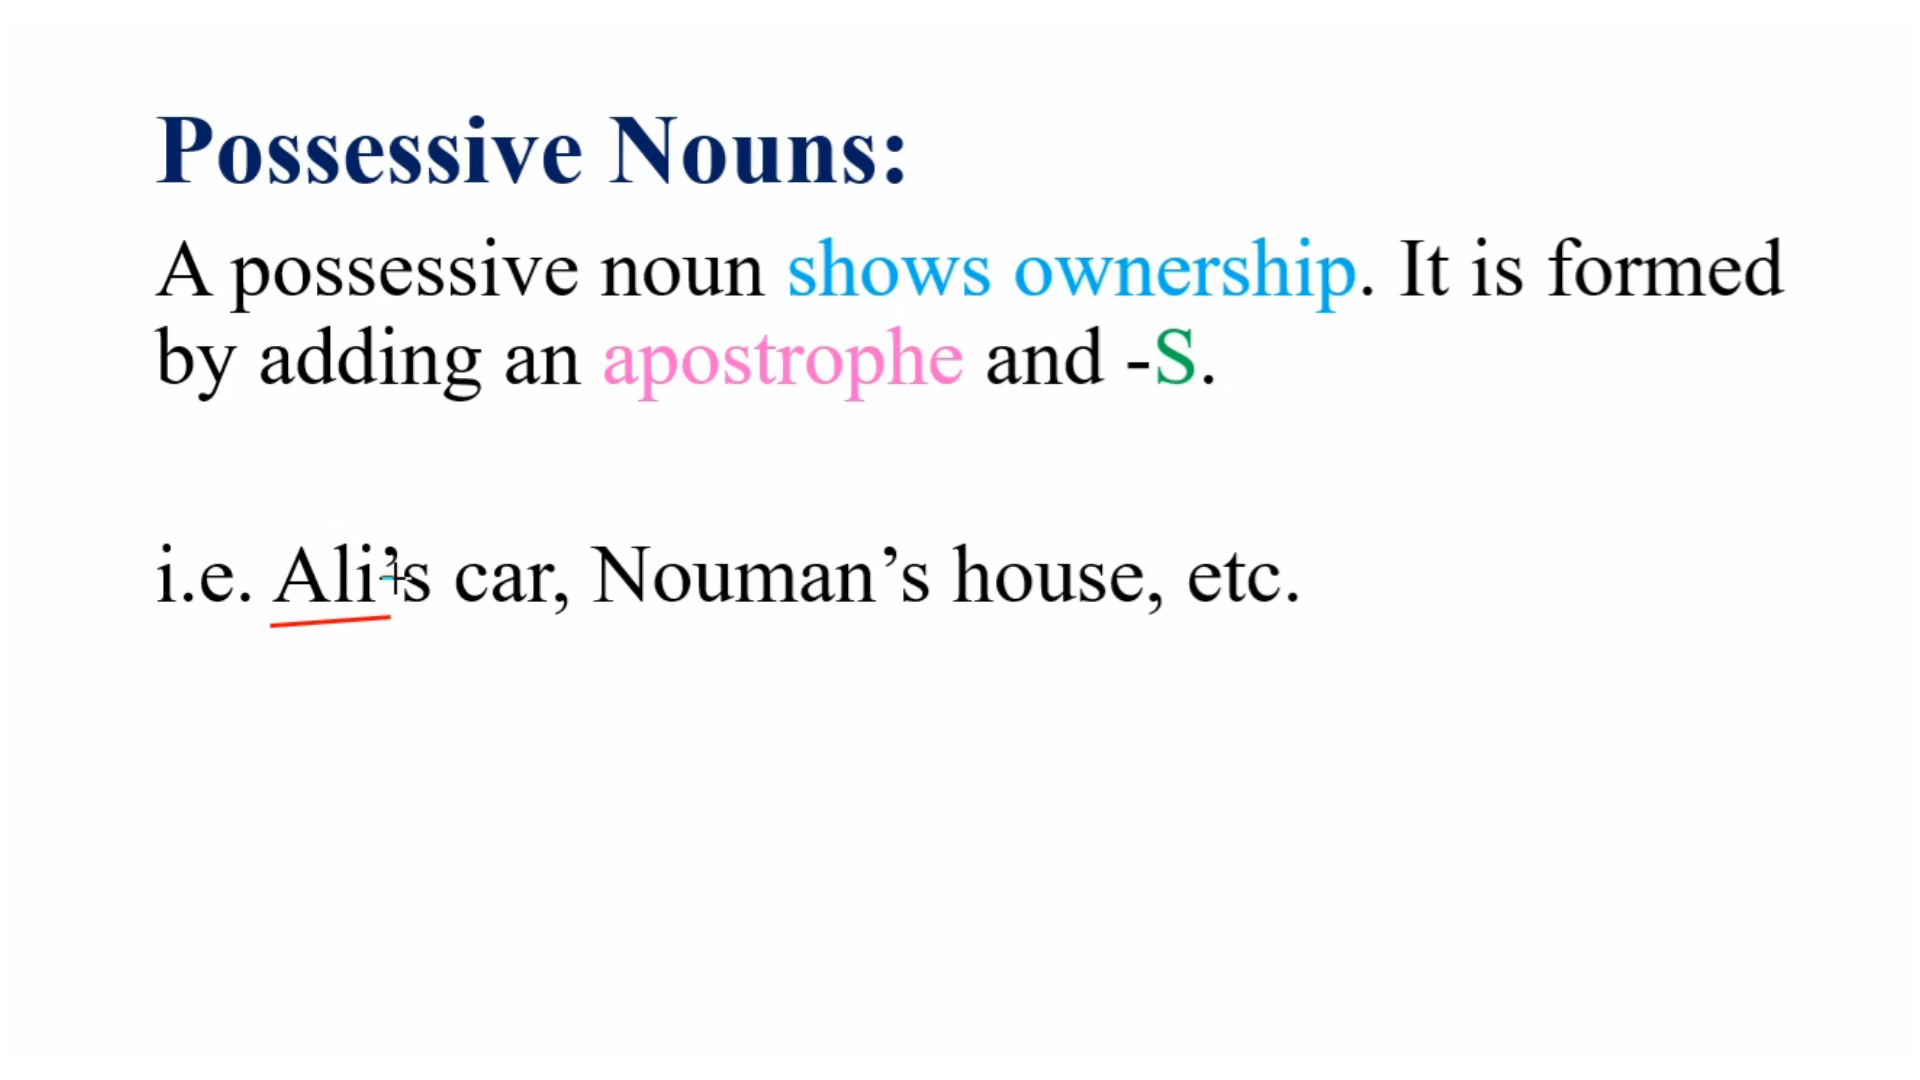 Possessive Nouns:
A possessive noun shows ownership. It is formed
by adding an apostrophe and -S.
i.e. Ali’s car, Nouman’s house, etc.